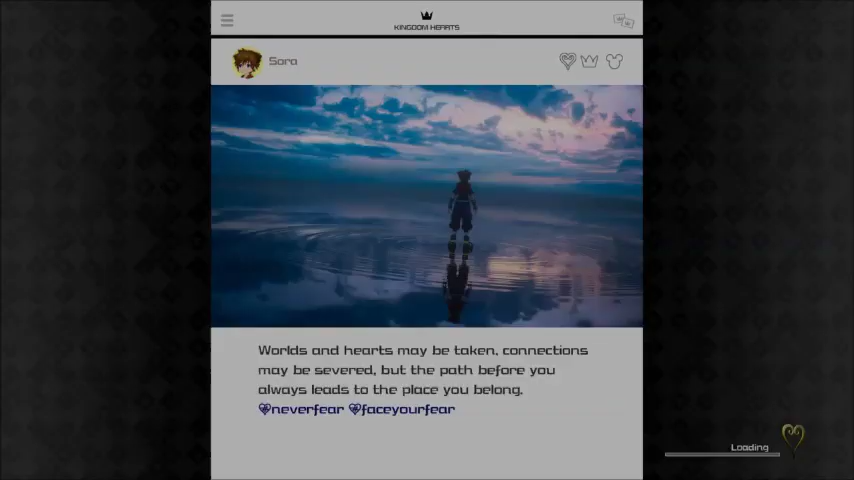 KINGDOM HEARTS
Sora
Worlds and hearts may be taken, connections
may be severed, but the path before you
always leads to the place you belong.
neverfear faceyourfear
Loading